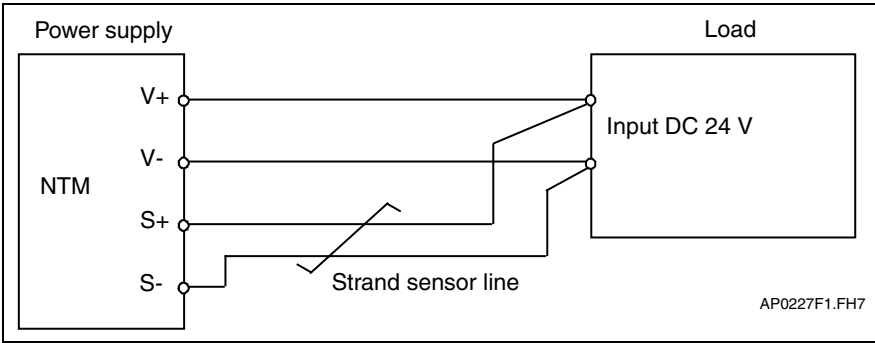 Power supply
Load
V+
Input DC 24 V
V-
NTM
S+
S-
Strand sensor line
AP0227F1.FH7